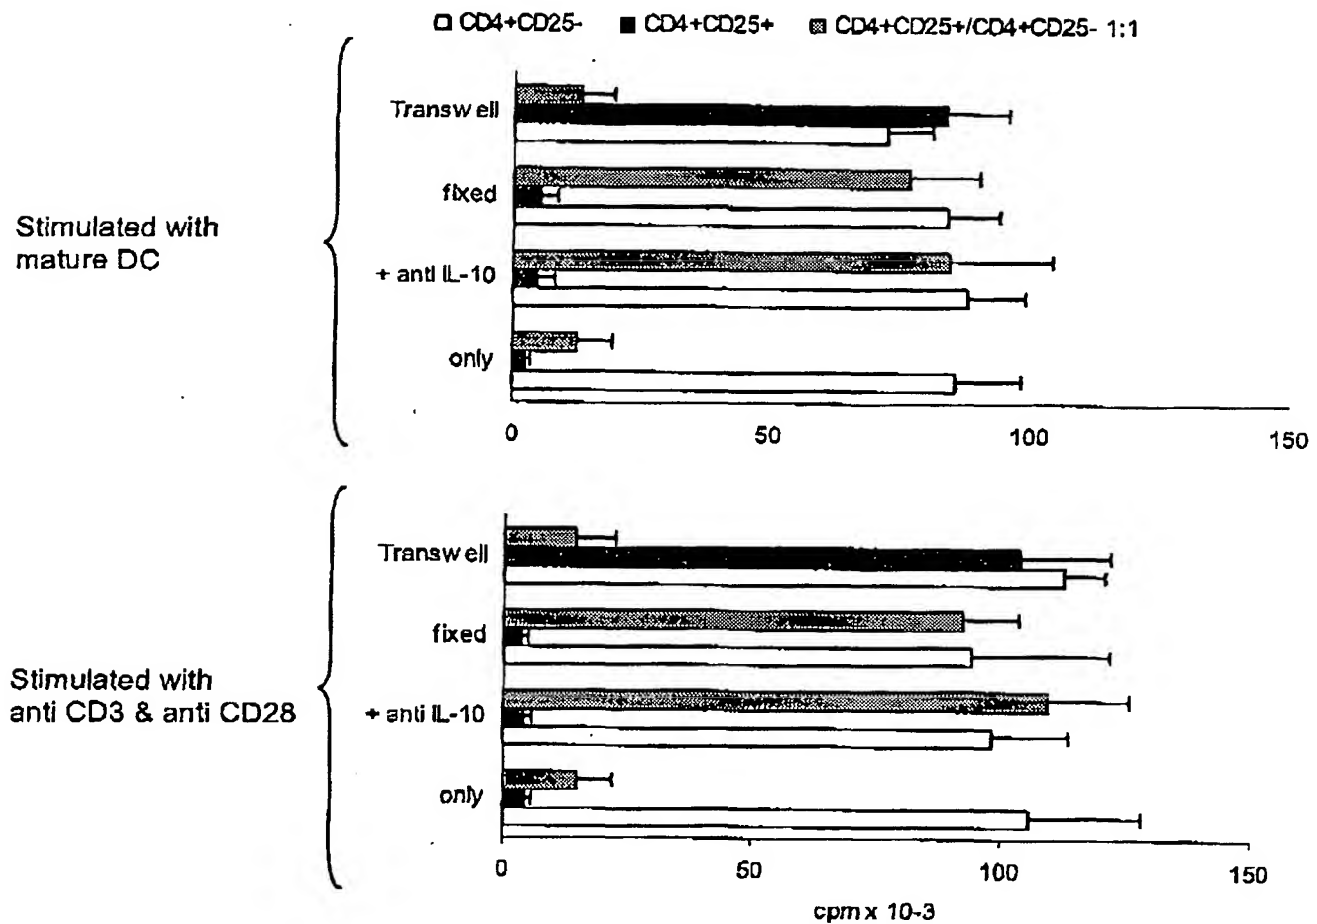 CD4+CD25- CD4+CD25+ CD4+CD25+/CD4+CD25- 1:1
Stimulated with
mature DC
Transwell
fixed
+ anti IL-10
only
0 50 100 150
Stimulated with
anti CD3 & anti CD28
Transwell
fixed
+ anti IL-10
only
0 50 100 150
cpm x 10-3